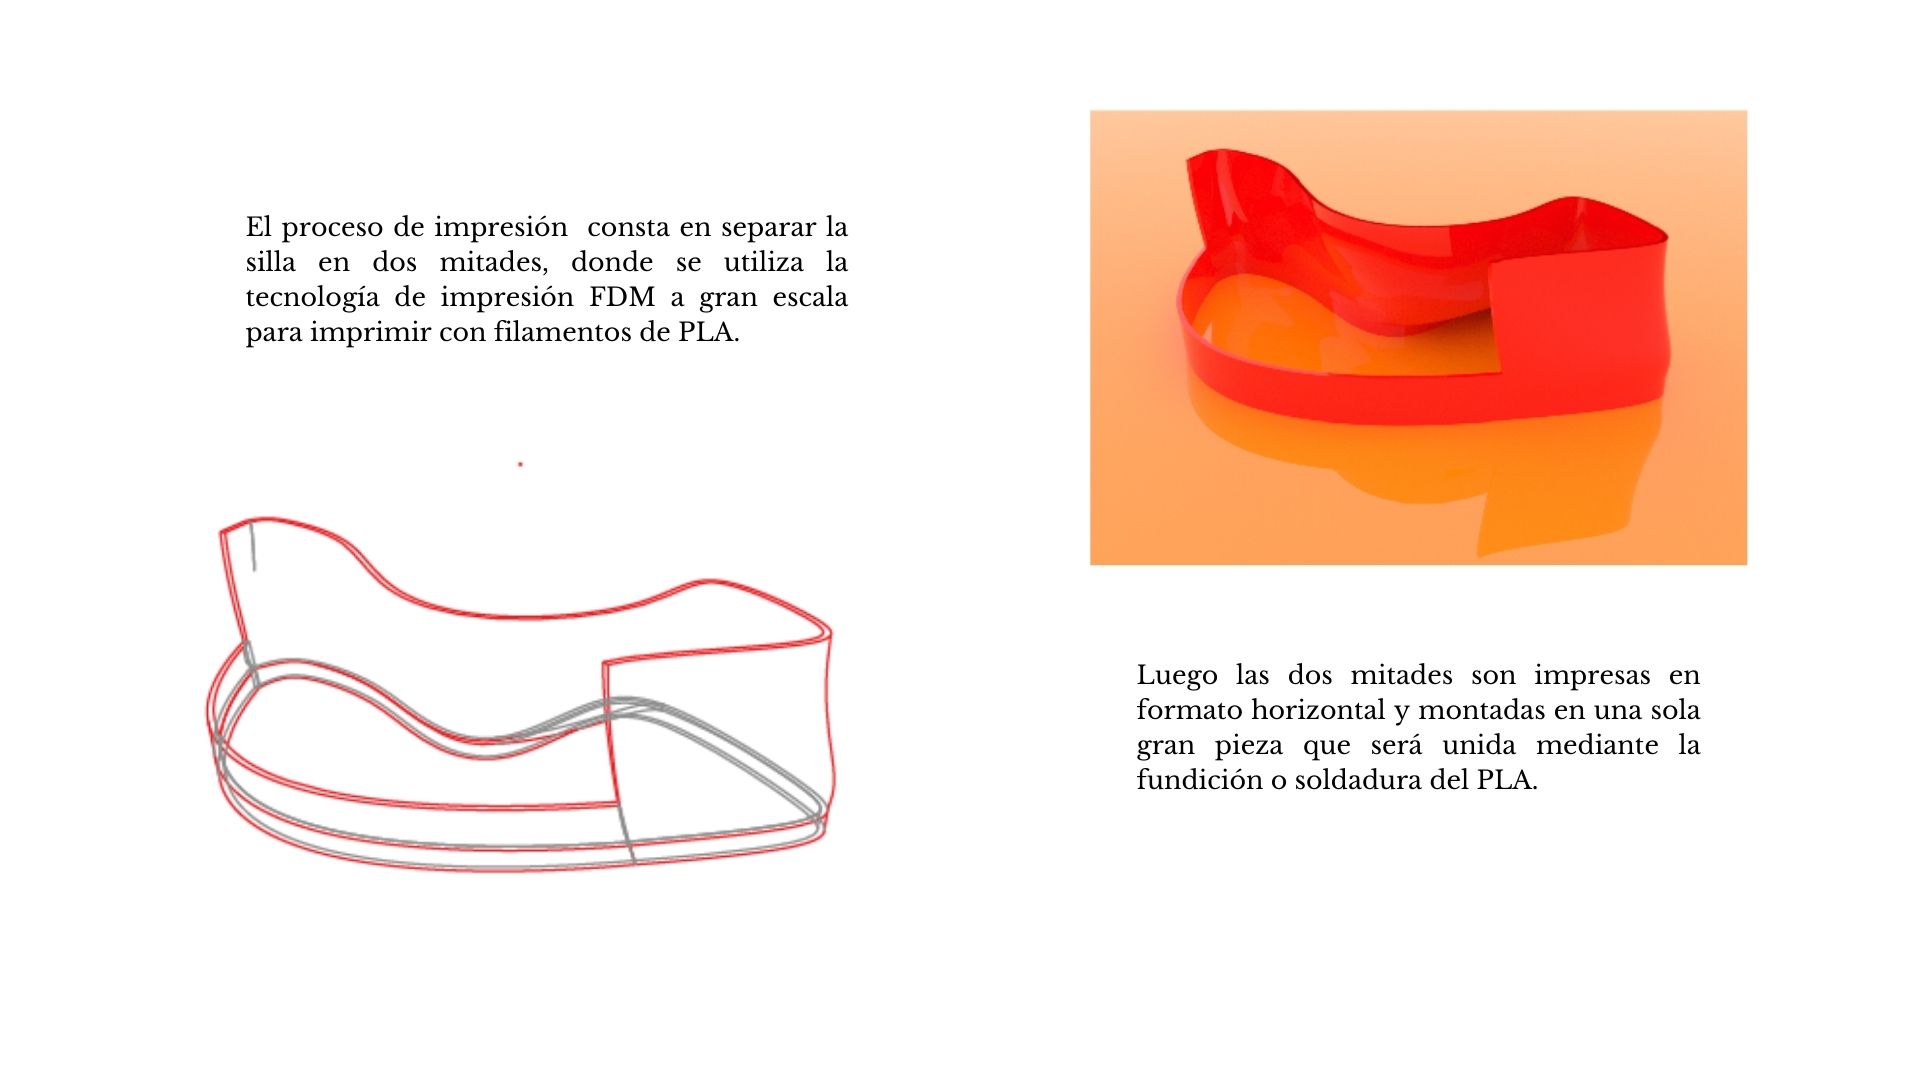 El proceso de impresión  consta en separar la
silla en dos mitades, donde se utiliza la
tecnología de impresión FDM a gran escala
para imprimir con filamentos de PLA.
Luego las dos mitades son impresas en
formato horizontal y montadas en una sola
gran pieza que será unida mediante la
fundición o soldadura del PLA.